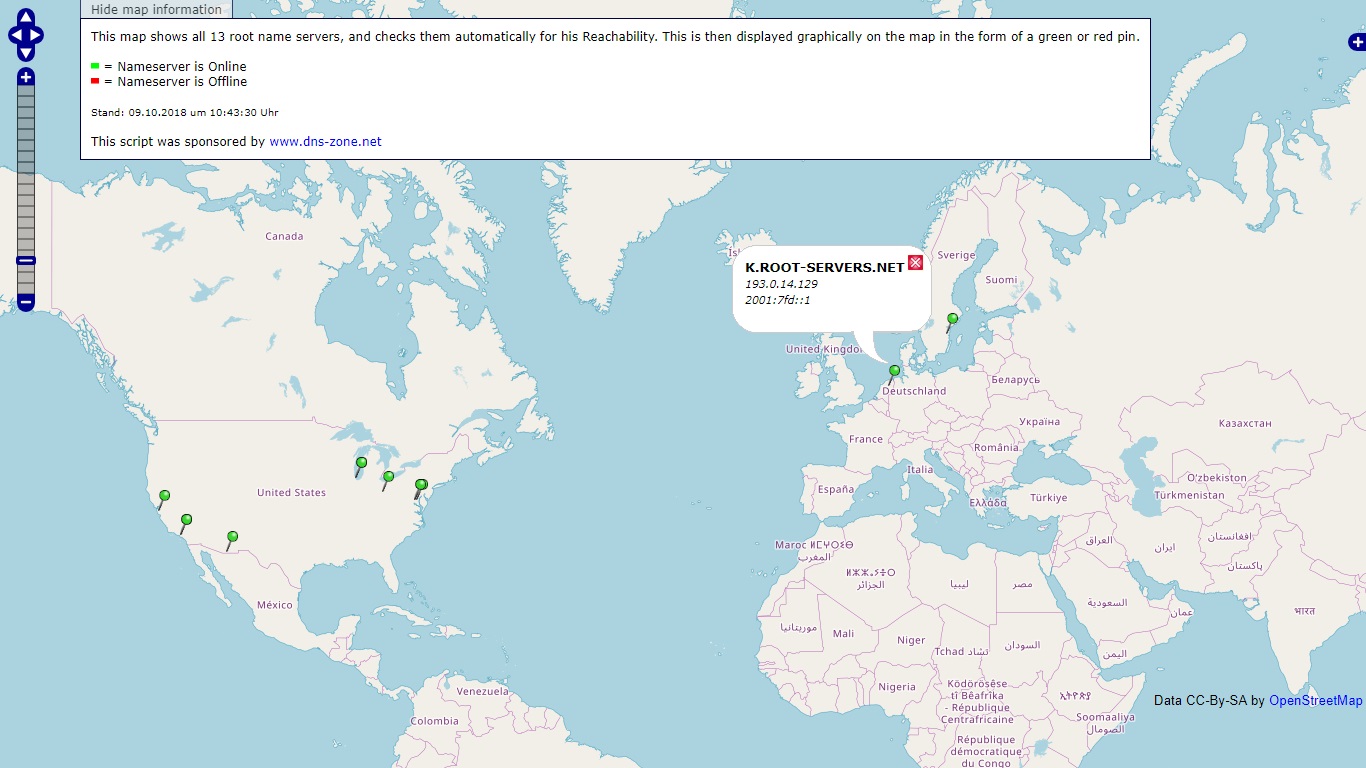 Hide map information
This map shows all 13 root name servers, and checks them automatically for his Reachability. This is then displayed graphically on the map in the form of a green or red pin.
= Nameserver is Online
= Nameserver is Offline
Stand: 09.10.2018 um 10:43:30 Uhr
This script was sponsored by www.dns-zone.net
Canada
Sverige
Suomi
K.ROOT-SERVERS.NET
193.0.14.129
2001:7fd::1
United Kingdo
Беларусь
Deutschland
Україна
Казахстан
France
România
Italia
Oʻzbekiston
Türkmenistan
España
Türkiye
Ελλάδα
United States
افغانستان
العراق
ایران
پاکستان
Maroc ⵍⵎⵖⵔⵉⴱ
المغرب
ⵍⵣⵣⴰⵢⴻⵔ
الجزائر
ليبيا
مصر
السعودية
عمان
भारत
México
موريتانيا
Mali
Niger
Tchad تشاد
السودان
اليمن
Venezuela
Nigeria
Ködörösêse
tî Bêafrîka
- République
Centrafricaine
ኢትዮጵያ
Soomaaliya
الصومال
Colombia
République
démocratique
du Congo
Data CC-By-SA by OpenStreetMap